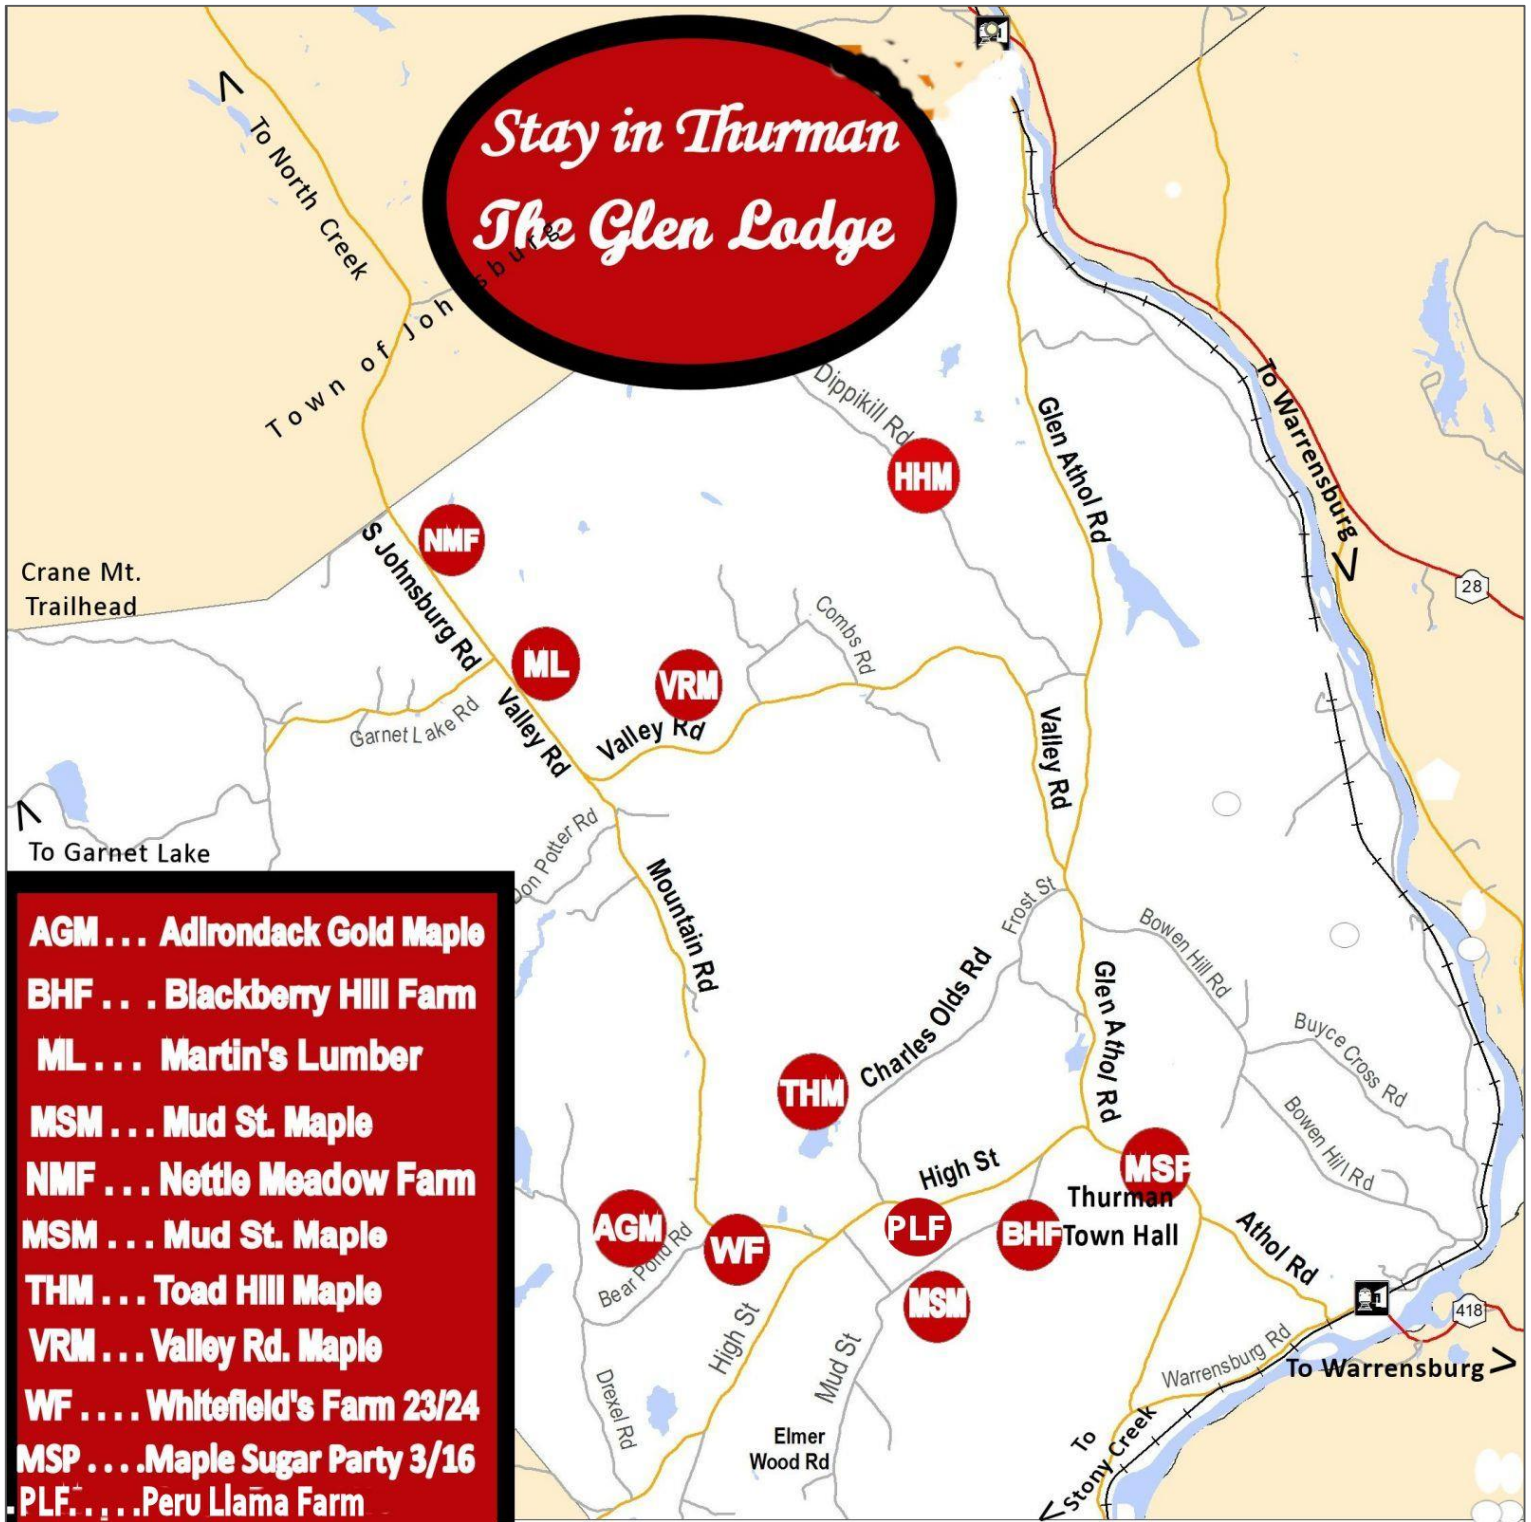 Stay in Thurman
The Glen Lodge
To North Creek
Town of Johnsburg
Dippikill Rd
HHM
Glen Athol Rd
To Warrensburg
28
NMF
S Johnsburg Rd
Crane Mt.
Trailhead
ML
VRM
Combs Rd
Garnet Lake Rd
Valley Rd
Valley Rd
Valley Rd
To Garnet Lake
Don Potter Rd
Mountain Rd
Frost St
Bowen Hill Rd
Charles Olds Rd
Glen Athol Rd
Buyce Cross Rd
Bowen Hill Rd
THM
High St
MSP
Thurman
Town Hall
AGM
WF
PLF
BHF
Athol Rd
Bear Pond Rd
MSM
High St
Mud St
418
Warrensburg Rd
To Warrensburg
Drexel Rd
Elmer
Wood Rd
To
Stony Creek
AGM... Adirondack Gold Maple
BHF ... Blackberry Hill Farm
ML ... Martin's Lumber
MSM ... Mud St. Maple
NMF ... Nettle Meadow Farm
MSM ... Mud St. Maple
THM ... Toad Hill Maple
VRM ... Valley Rd. Maple
WF .... Whitefield's Farm 23/24
MSP ....Maple Sugar Party 3/16
.PLF.....Peru Llama Farm